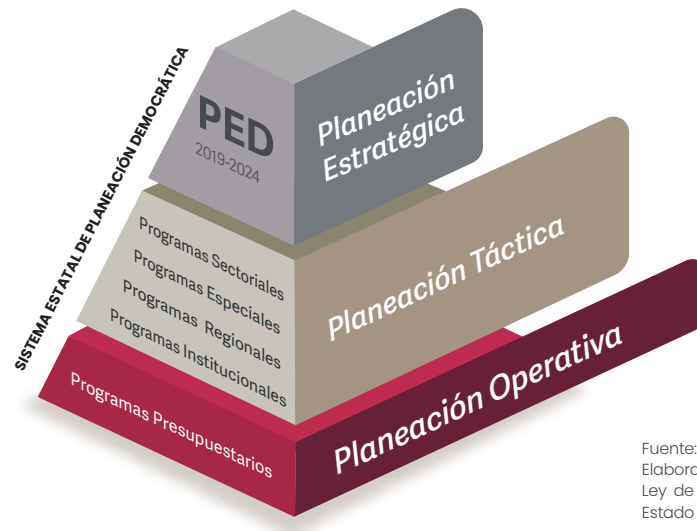 SISTEMA ESTATAL DE PLANEACIÓN DEMOCRÁTICA
PED
2019-2024
Planeación
Estratégica
Programas Sectoriales
Programas Especiales
Programas Regionales
Programas Institucionales
Planeación Táctica
Programas Presupuestarios
Planeación Operativa
Fuente:
Ley de
Estado